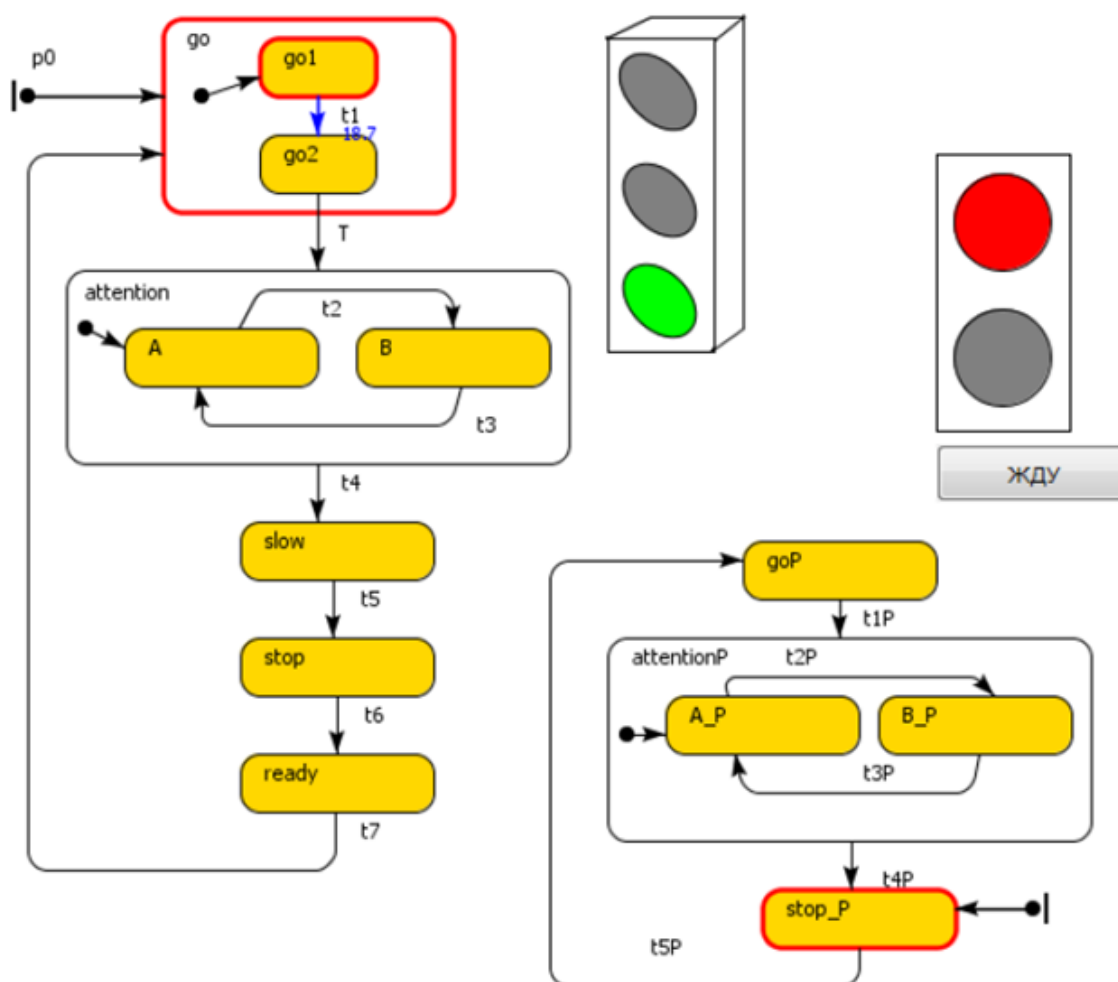 p0
go
go1
t1
18.7
go2
T
attention
t2
A
B
t3
t4
slow
t5
stop
t6
ready
t7
ЖДУ
goP
t1P
attentionP
t2P
A_P
B_P
t3P
t4P
stop_P
t5P